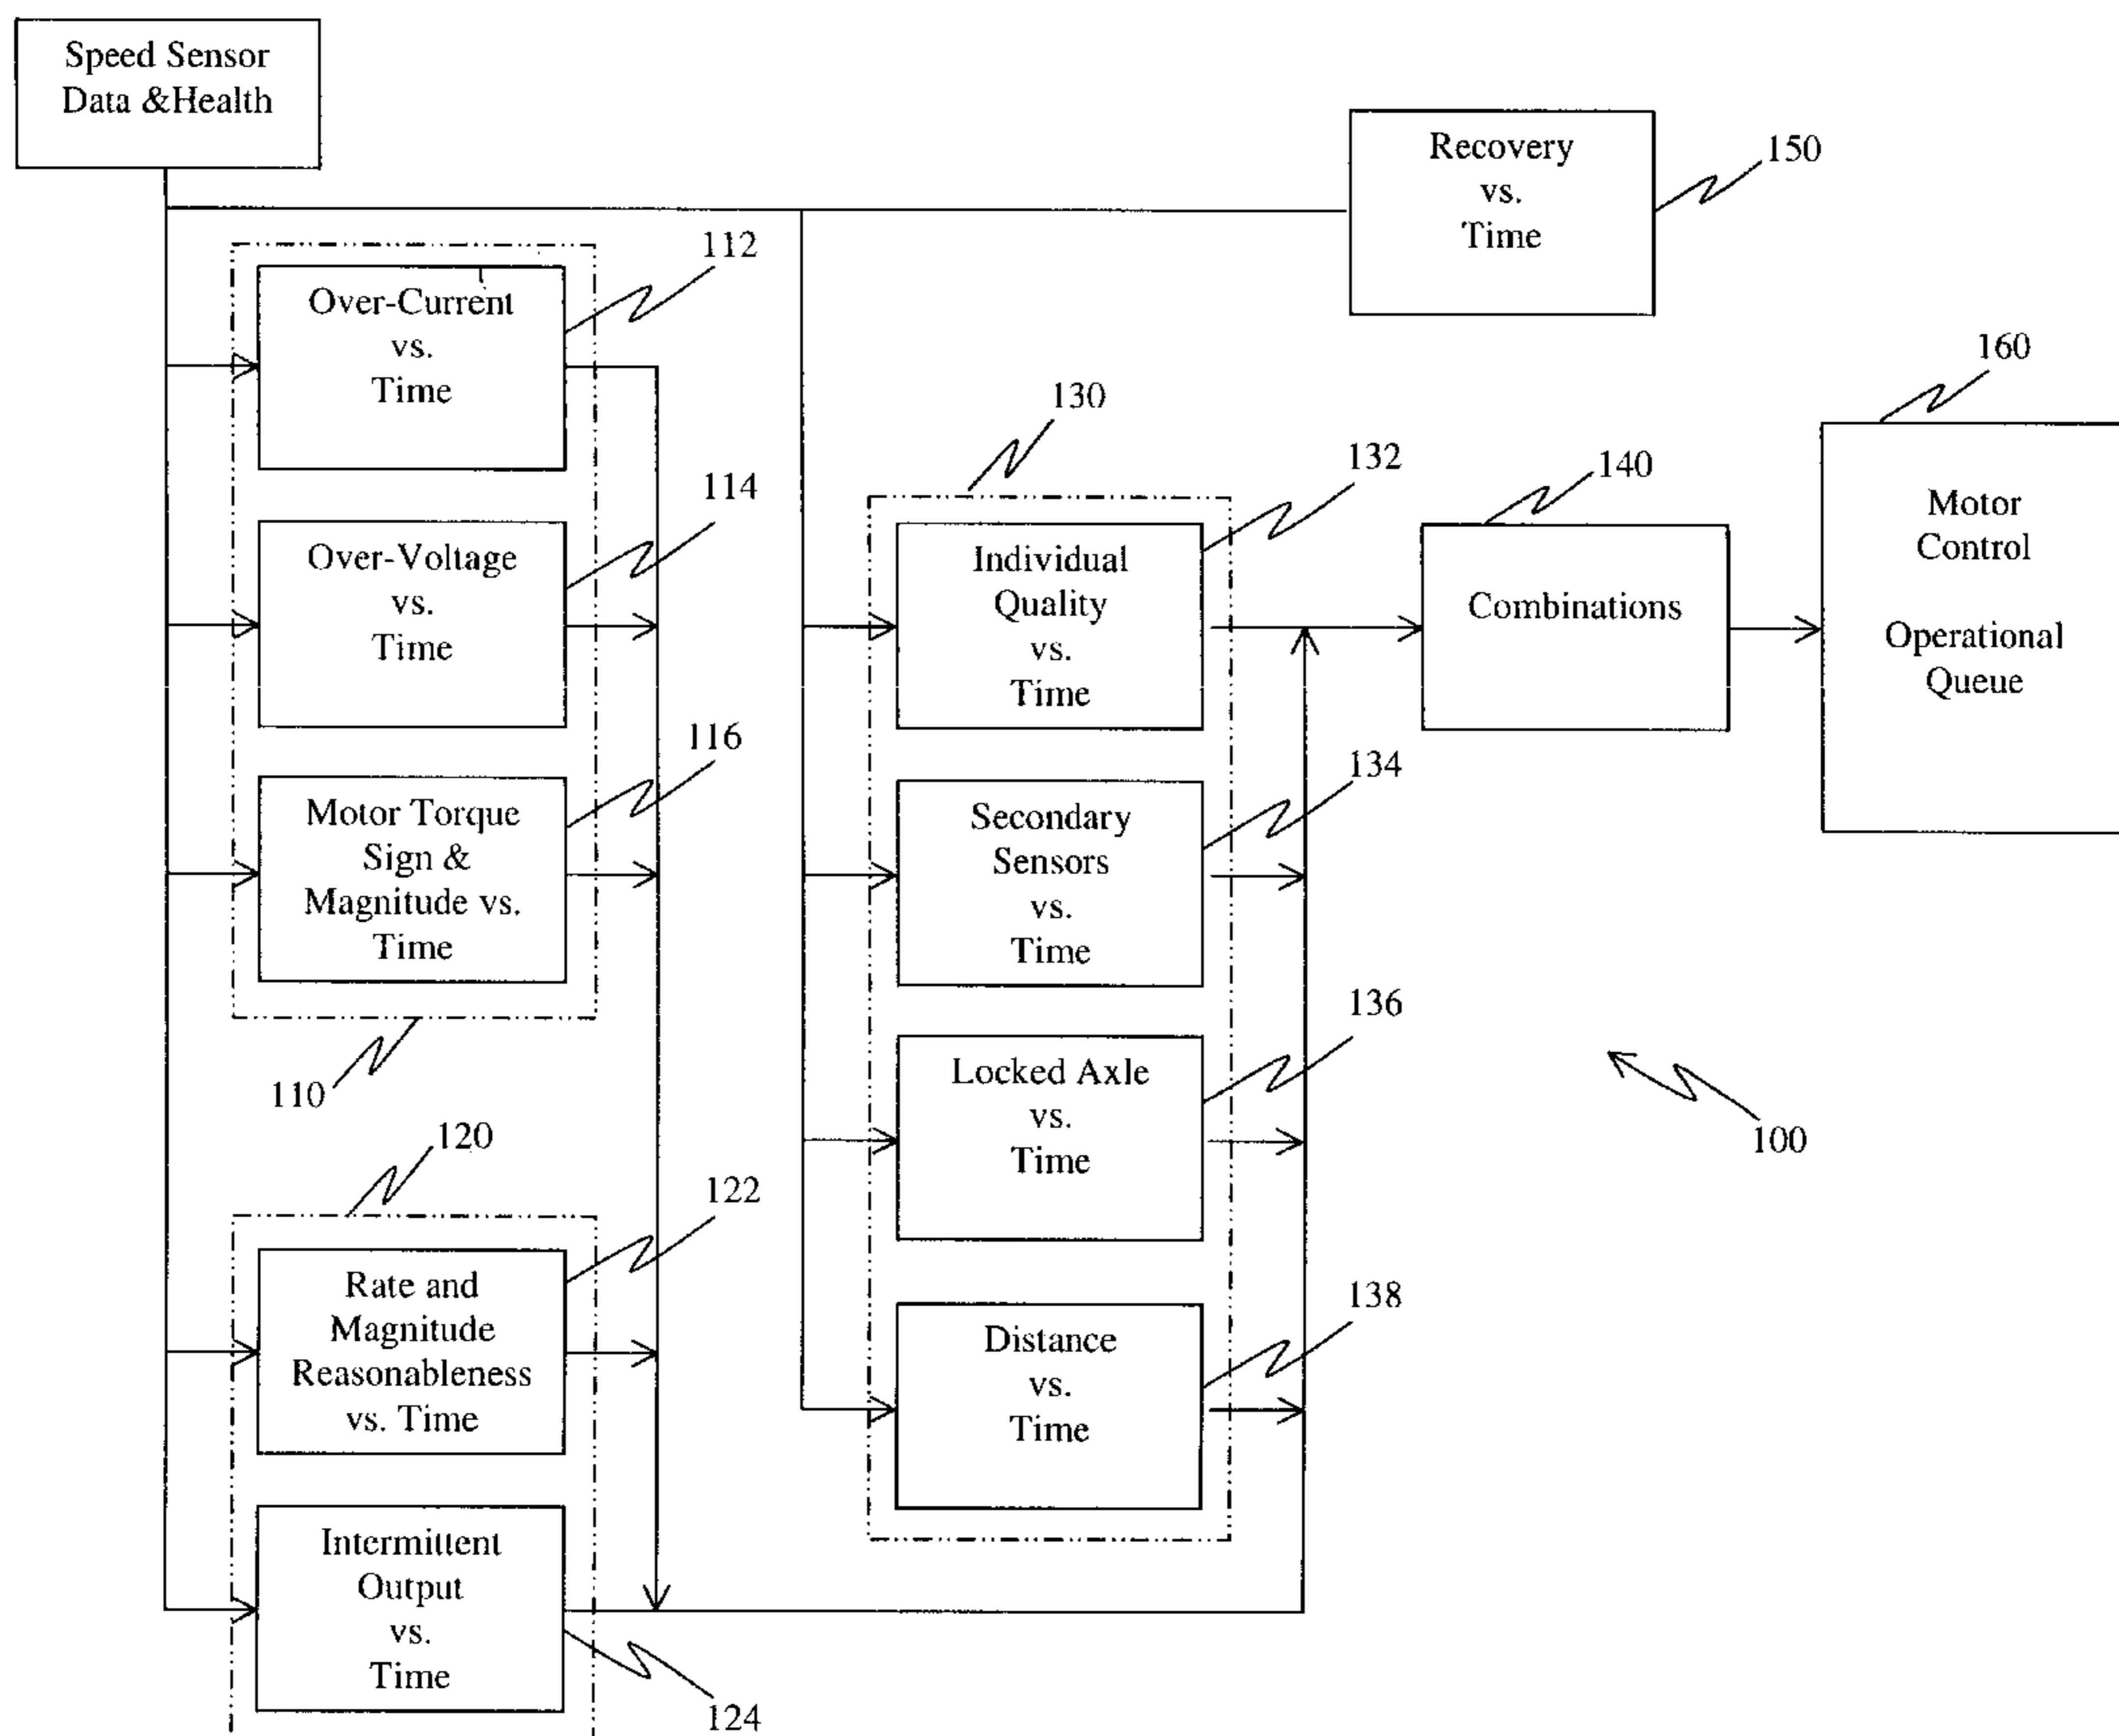 Speed Sensor
Data &Health
Recovery
vs.
Time
150
112
Over-Current
vs.
Time
160
130
132
140
114
Over-Voltage
vs.
Time
Individual
Quality
vs.
Time
Combinations
Motor
Control
Operational
Queue
116
134
Motor Torque
Sign &
Magnitude vs.
Time
Secondary
Sensors
vs.
Time
110
136
Locked Axle
vs.
Time
100
120
122
Rate and
Magnitude
Reasonableness
vs. Time
138
Distance
vs.
Time
Intermittent
Output
vs.
Time
124